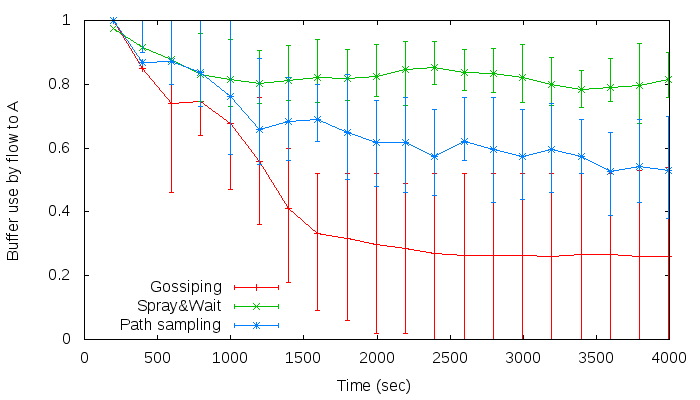 1
0.8
0.6
0.4
0.2
0
Buffer use by flow to A
Gossiping
Spray&Wait
Path sampling
0 500 1000 1500 2000 2500 3000 3500 4000
Time (sec)